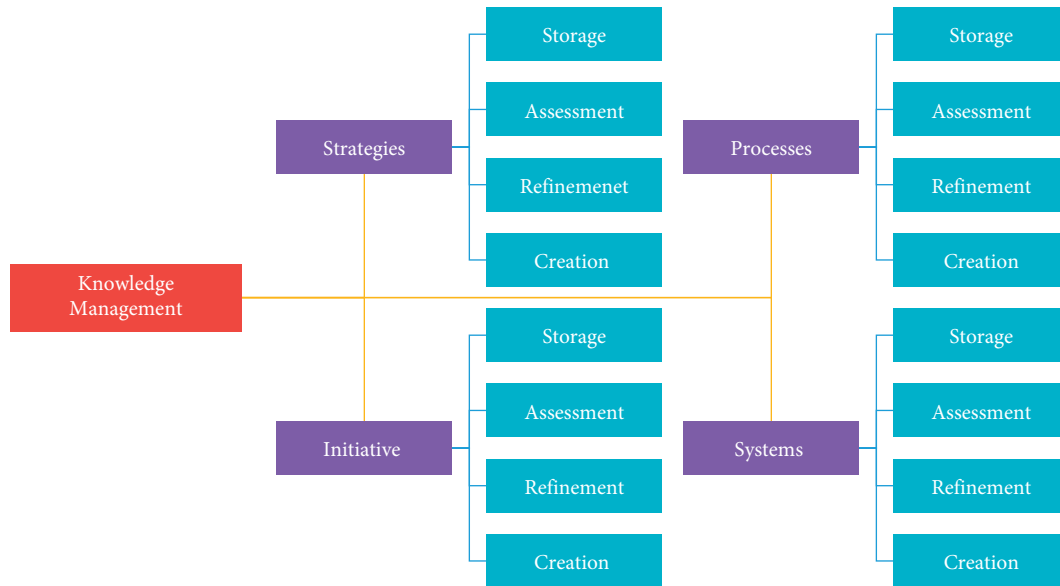 Knowledge
Management
Strategies
Storage
Assessment
Refinemenet
Creation
Processes
Storage
Assessment
Refinement
Creation
Initiative
Storage
Assessment
Refinement
Creation
Systems
Storage
Assessment
Refinement
Creation